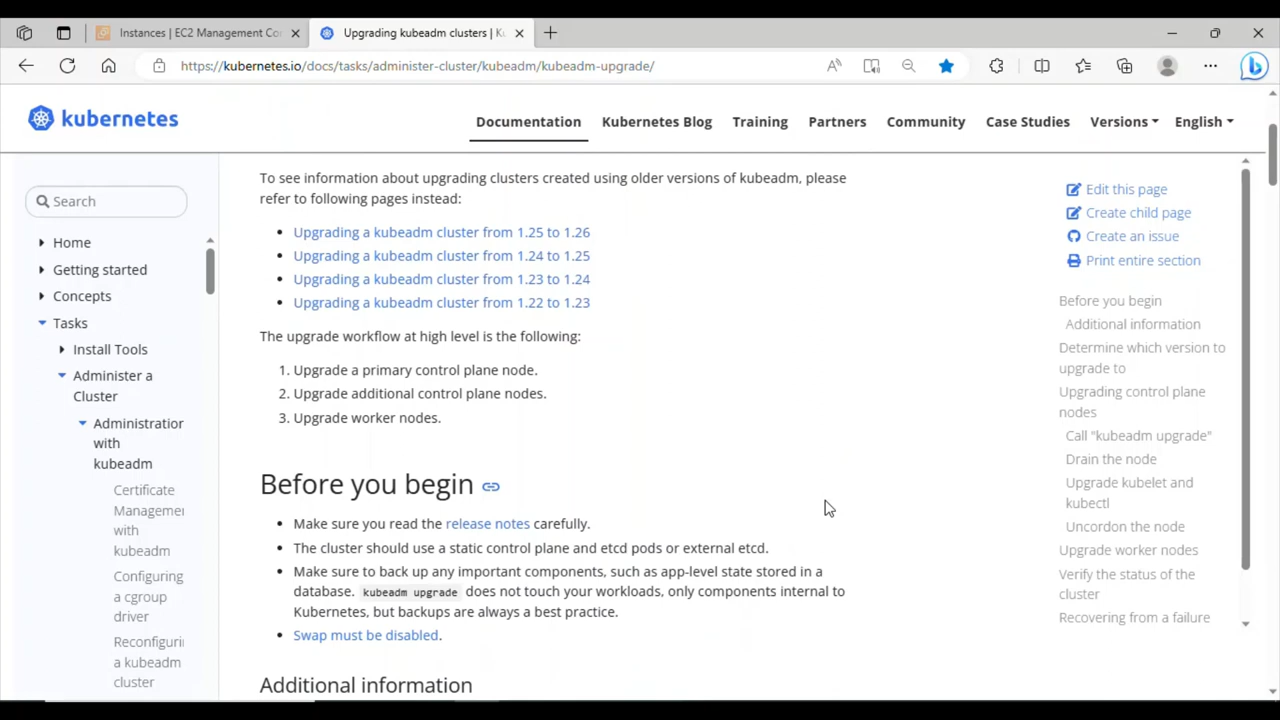 Instances | EC2 Management Con
Upgrading kubeadm clusters | Ku
https://kubernetes.io/docs/tasks/administer-cluster/kubeadm/kubeadm-upgrade/
kubernetes
Documentation
Kubernetes Blog
Training
Partners
Community
Case Studies
Versions
English
Search
Home
Getting started
Concepts
Tasks
Install Tools
Administer a
Cluster
Administration
with
kubeadm
Certificate
Managemer
with
kubeadm
Configuring
a cgroup
driver
Reconfiguri
a kubeadm
cluster
To see information about upgrading clusters created using older versions of kubeadm, please
refer to following pages instead:
• Upgrading a kubeadm cluster from 1.25 to 1.26
• Upgrading a kubeadm cluster from 1.24 to 1.25
• Upgrading a kubeadm cluster from 1.23 to 1.24
• Upgrading a kubeadm cluster from 1.22 to 1.23
The upgrade workflow at high level is the following:
1. Upgrade a primary control plane node.
2. Upgrade additional control plane nodes.
3. Upgrade worker nodes.
Before you begin
• Make sure you read the release notes carefully.
• The cluster should use a static control plane and etcd pods or external etcd.
• Make sure to back up any important components, such as app-level state stored in a
database. kubeadm upgrade does not touch your workloads, only components internal to
Kubernetes, but backups are always a best practice.
• Swap must be disabled.
Additional information
Edit this page
Create child page
Create an issue
Print entire section
Before you begin
Additional information
Determine which version to
upgrade to
Upgrading control plane
nodes
Call "kubeadm upgrade"
Drain the node
Upgrade kubelet and
kubectl
Uncordon the node
Upgrade worker nodes
Verify the status of the
cluster
Recovering from a failure